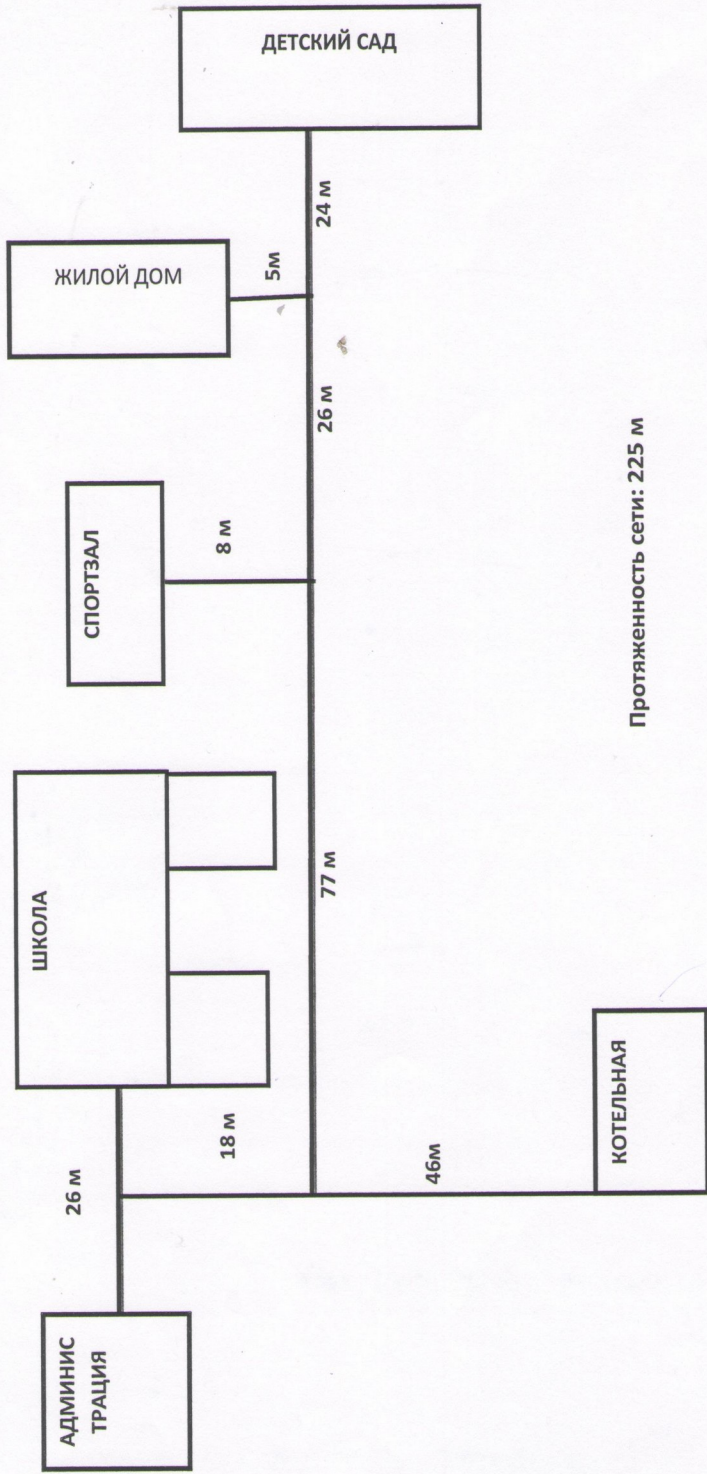 ДЕТСКИЙ САД
24 м
ЖИЛОЙ ДОМ
5м
26 м
СПОРТЗАЛ
8 м
ШКОЛА
77 м
26 м
18 м
46м
АДМИНИС
ТРАЦИЯ
КОТЕЛЬНАЯ
Протяженность сети: 225 м